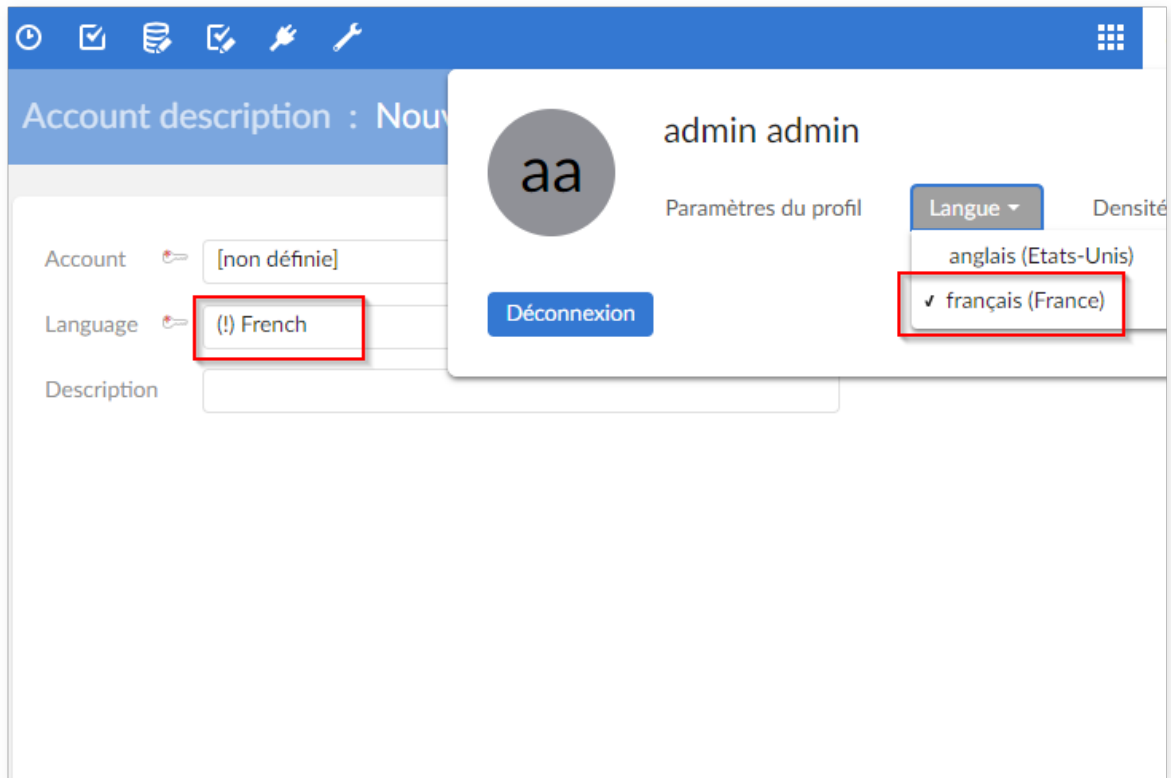 Account description : Nouv
aa
admin admin
Paramètres du profil
Langue
Densité
anglais (Etats-Unis)
✓ français (France)
Déconnexion
Account
[non définie]
Language
(!) French
Description